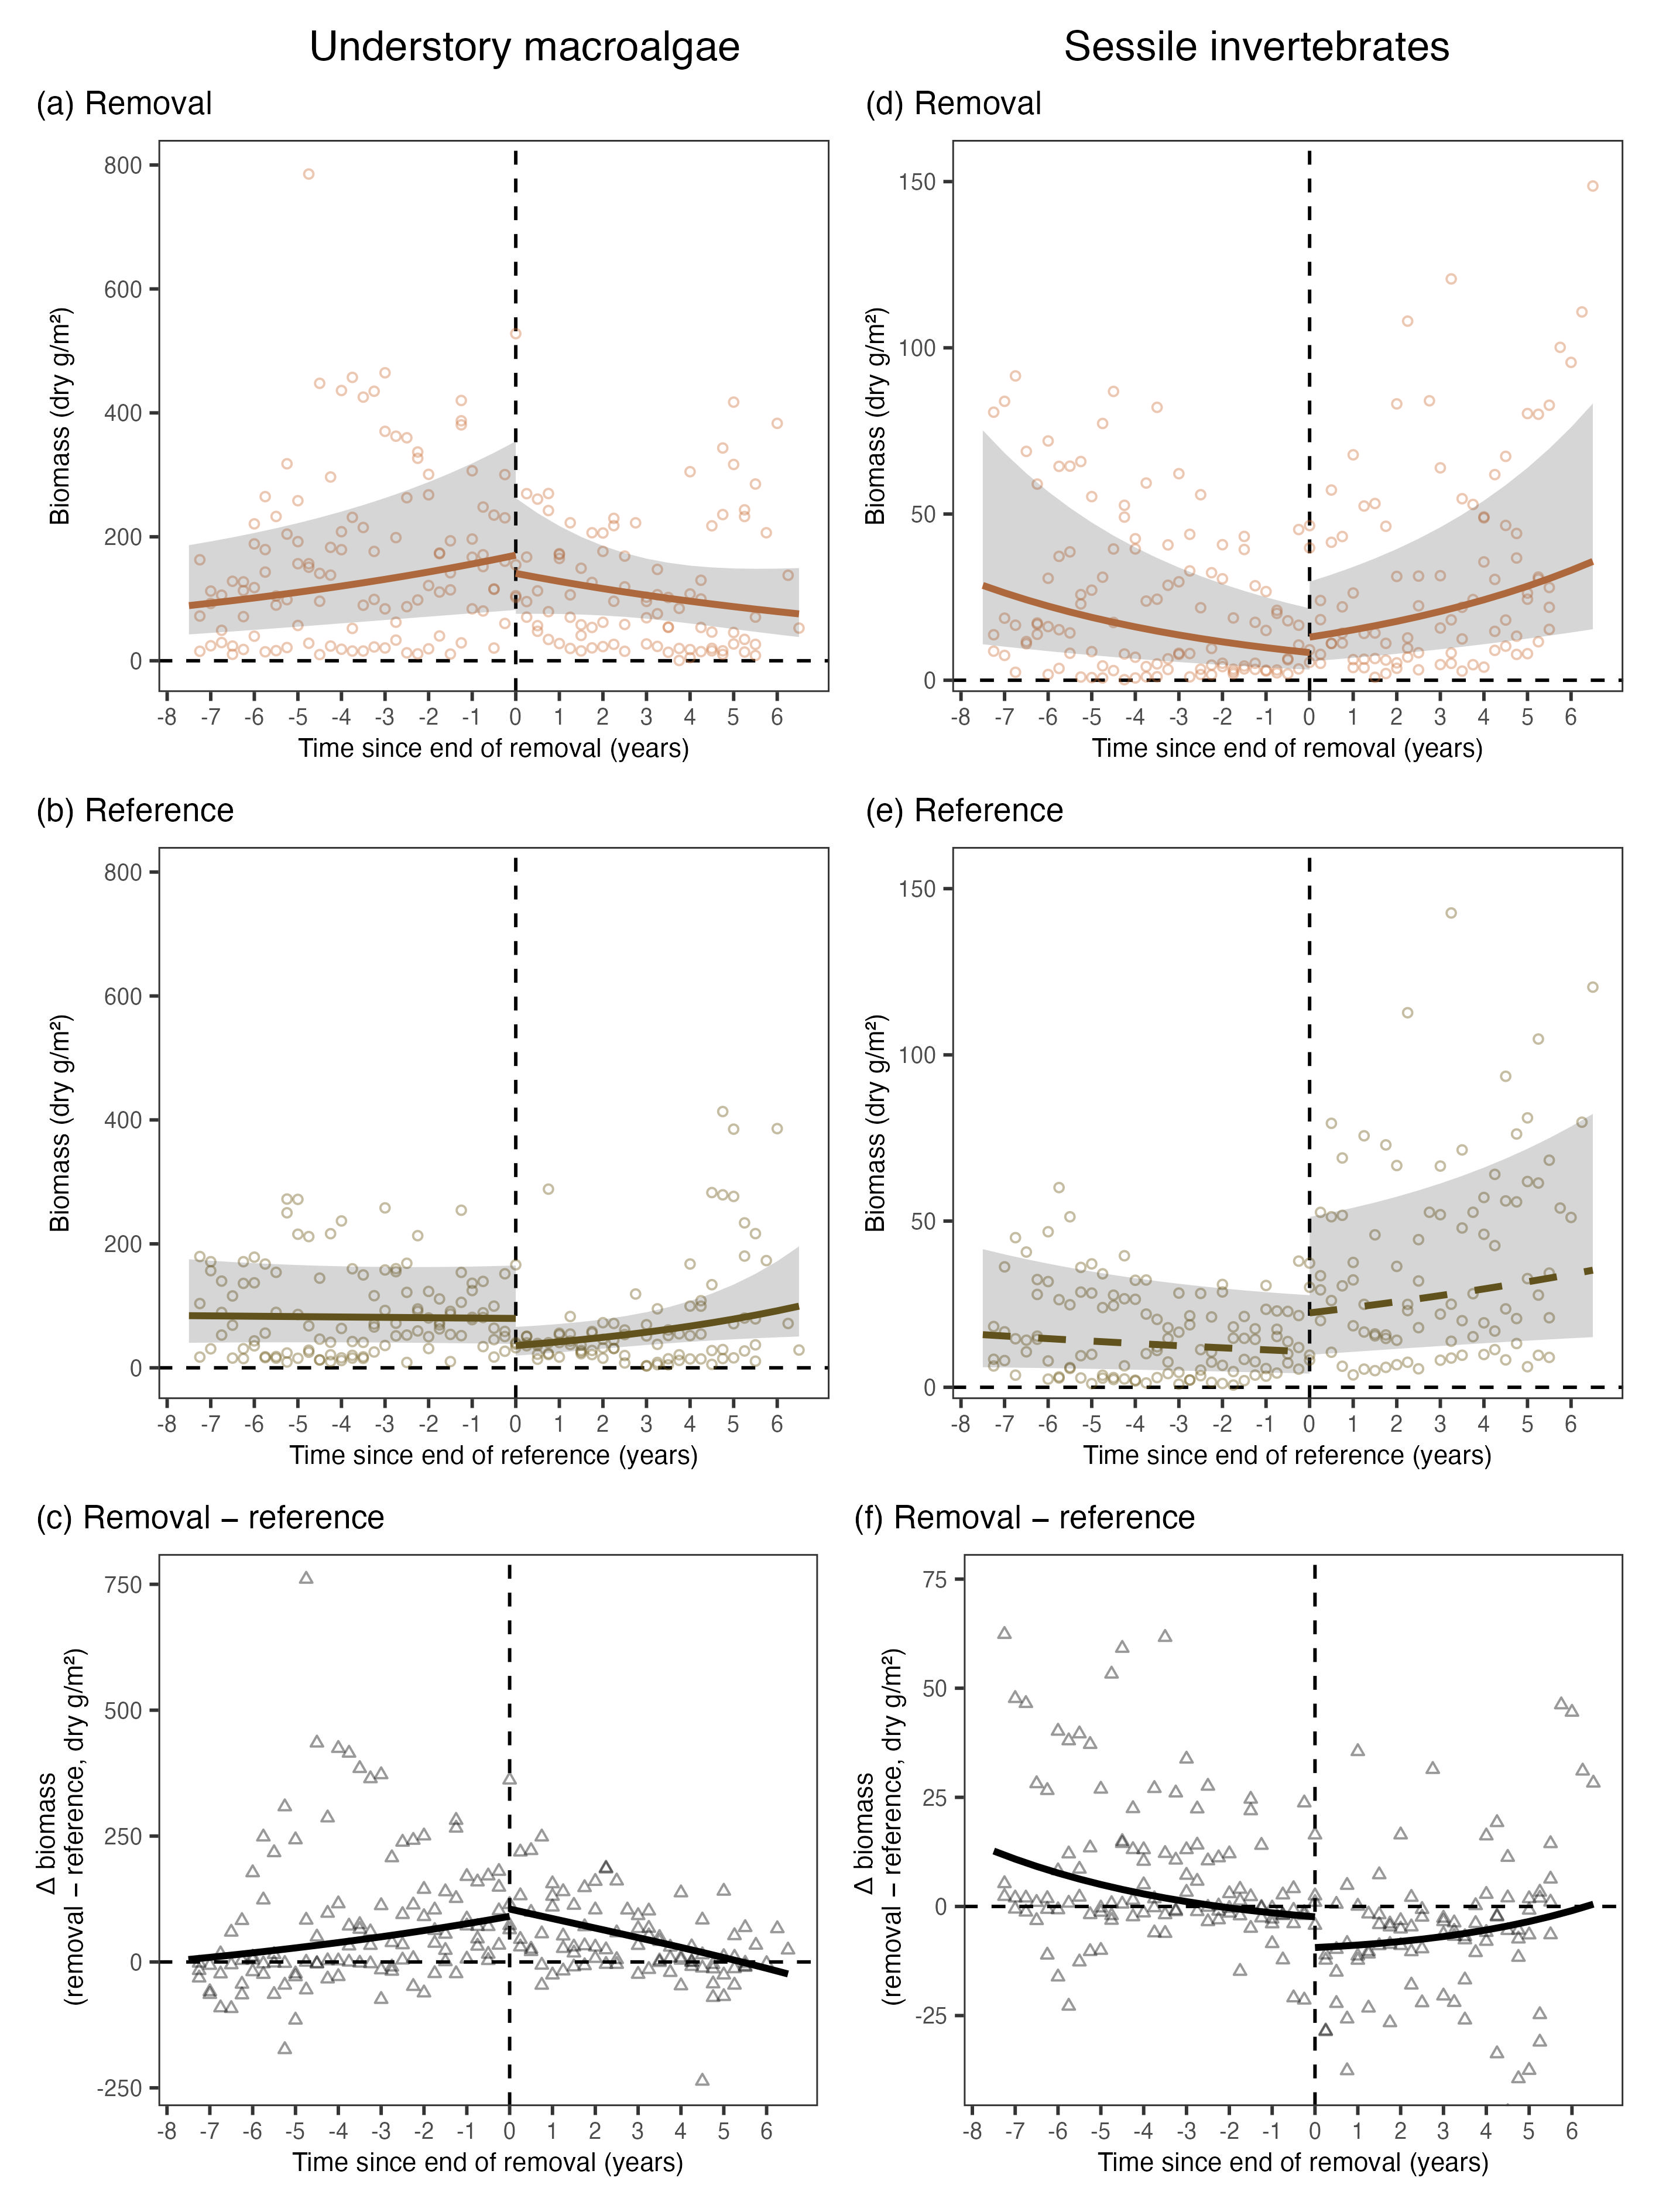 Understory macroalgae
Sessile invertebrates
(a) Removal
Biomass (dry g/m²)
800
600
400
200
0
-8 -7 -6 -5 -4 -3 -2 -1 0 1 2 3 4 5 6
Time since end of removal (years)
(d) Removal
Biomass (dry g/m²)
150
100
50
0
-8 -7 -6 -5 -4 -3 -2 -1 0 1 2 3 4 5 6
Time since end of removal (years)
(b) Reference
Biomass (dry g/m²)
800
600
400
200
0
-8 -7 -6 -5 -4 -3 -2 -1 0 1 2 3 4 5 6
Time since end of reference (years)
(e) Reference
Biomass (dry g/m²)
150
100
50
0
-8 -7 -6 -5 -4 -3 -2 -1 0 1 2 3 4 5 6
Time since end of reference (years)
(c) Removal – reference
Δ biomass
(removal – reference, dry g/m²)
750
500
250
0
-250
-8 -7 -6 -5 -4 -3 -2 -1 0 1 2 3 4 5 6
Time since end of removal (years)
(f) Removal – reference
Δ biomass
(removal – reference, dry g/m²)
75
50
25
0
-25
-8 -7 -6 -5 -4 -3 -2 -1 0 1 2 3 4 5 6
Time since end of removal (years)